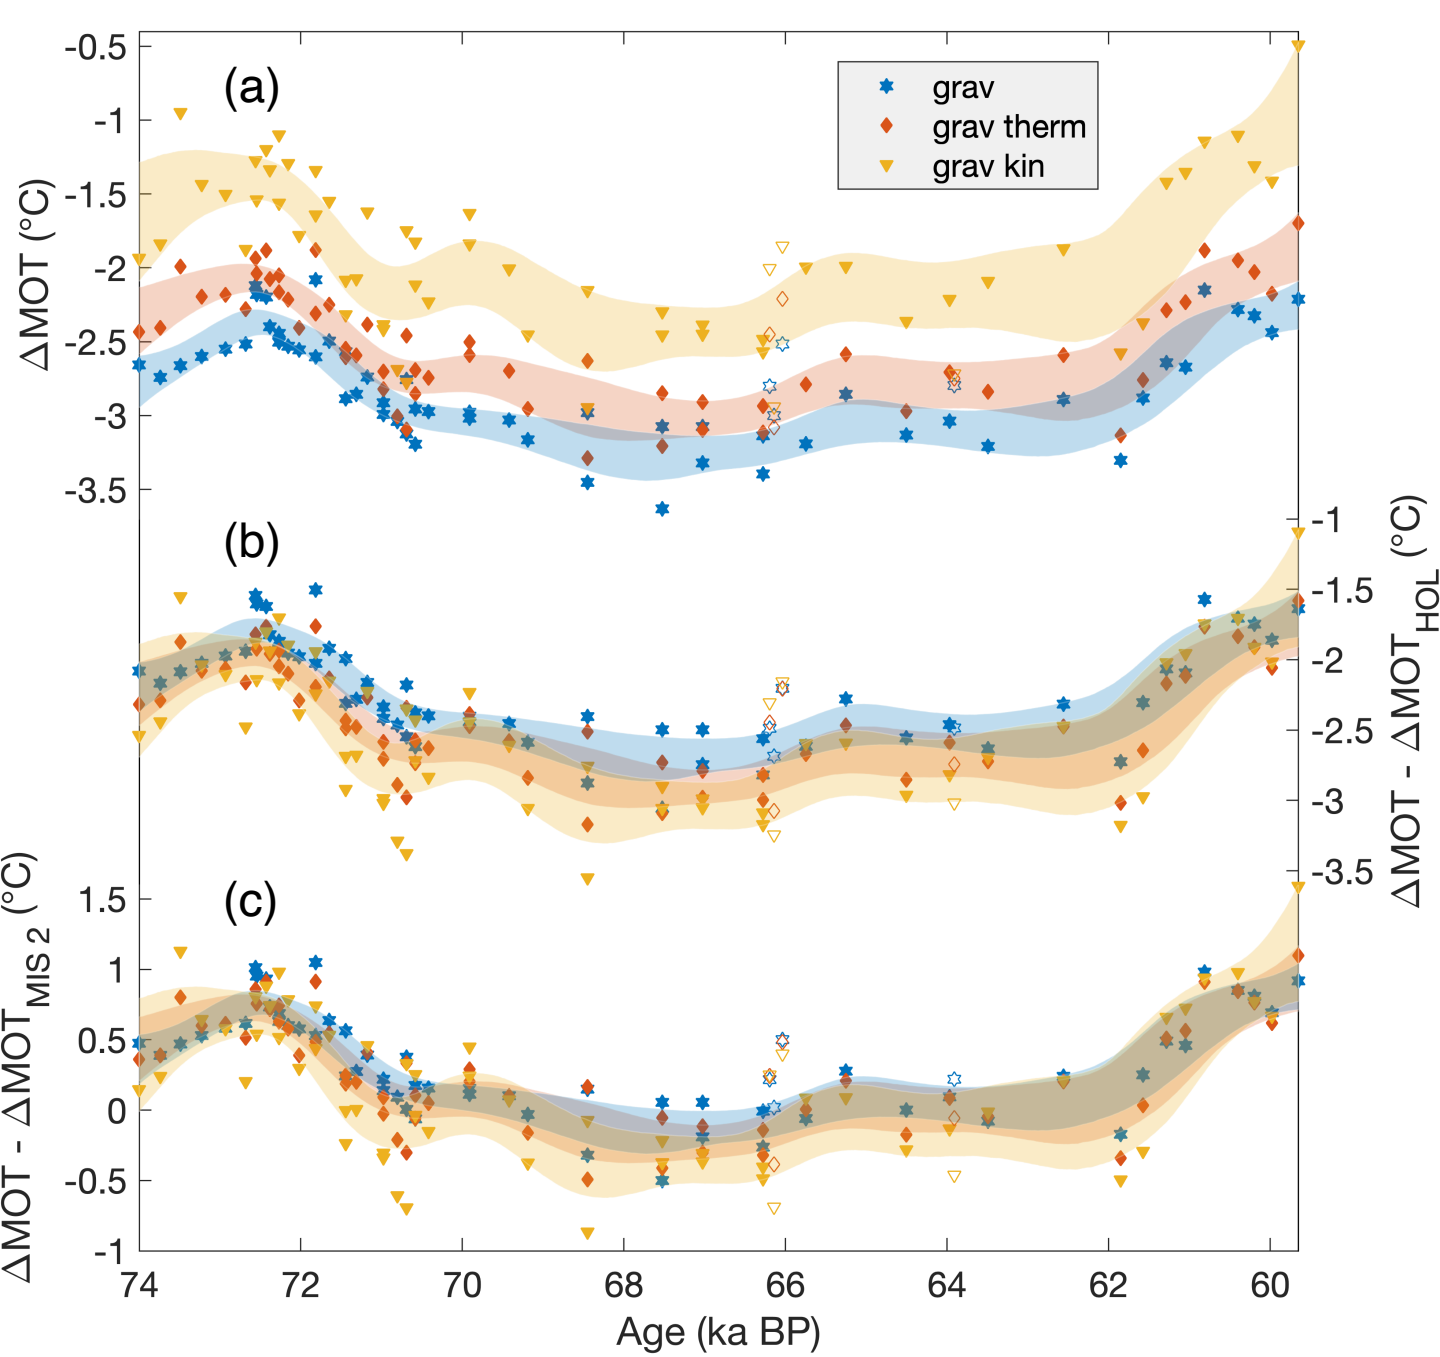 (a)
grav
grav therm
grav kin
ΔMOT (°C)
-0.5
-1
-1.5
-2
-2.5
-3
-3.5
(b)
ΔMOT - ΔMOT_HOL (°C)
-1
-1.5
-2
-2.5
-3
-3.5
(c)
ΔMOT - ΔMOT_MIS 2 (°C)
1.5
1
0.5
0
-0.5
-1
74 72 70 68 66 64 62 60
Age (ka BP)